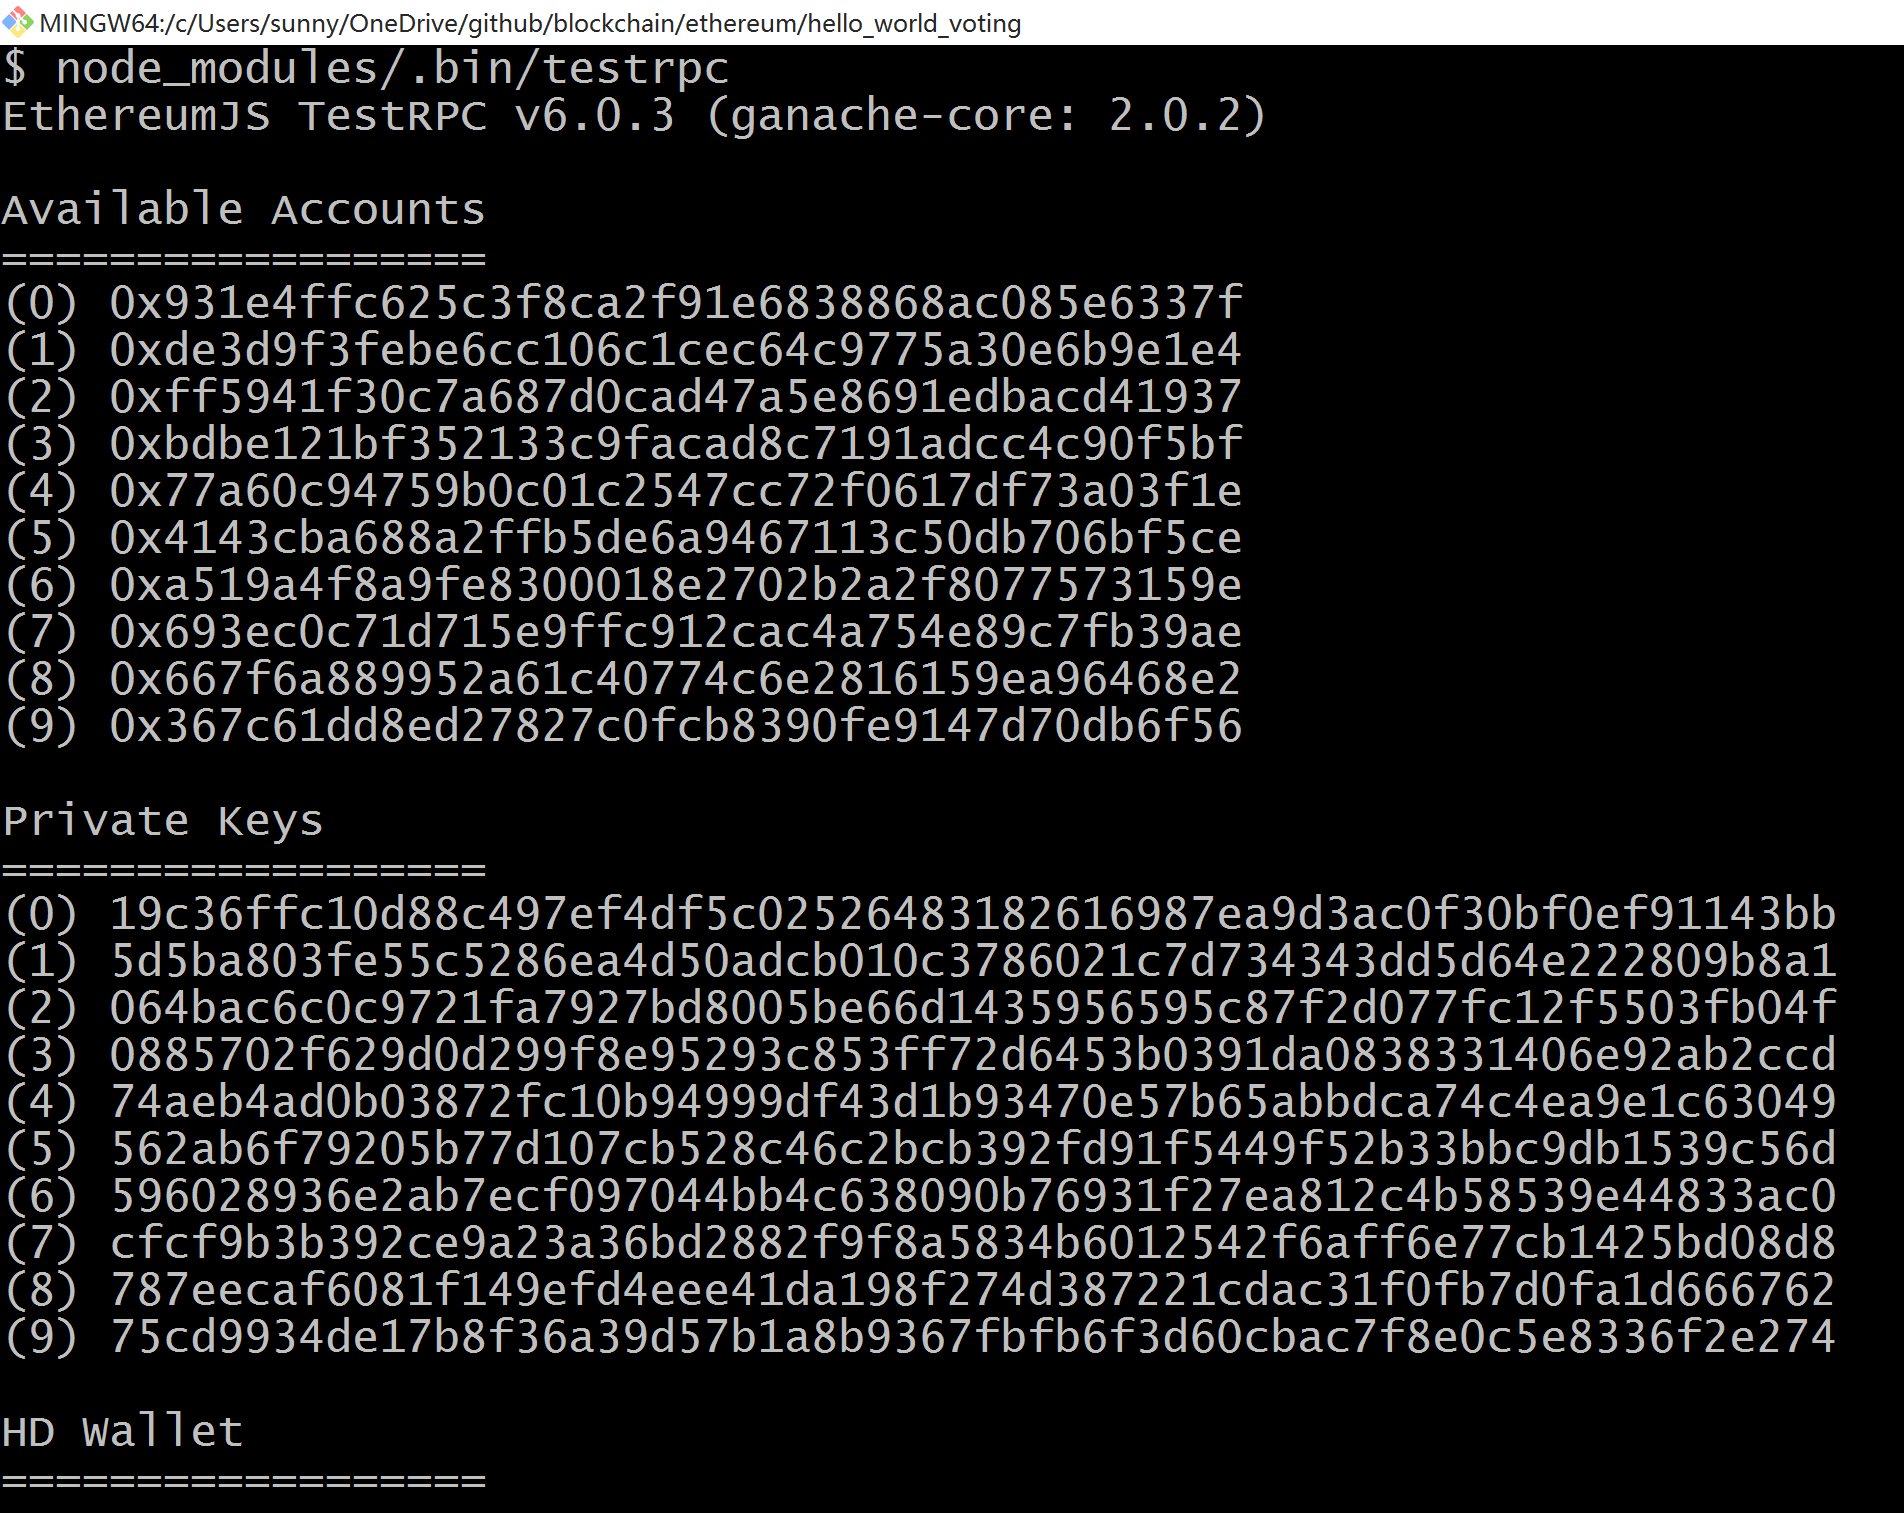 MINGW64:/c/Users/sunny/OneDrive/github/blockchain/ethereum/hello_world_voting
$ node_modules/.bin/testrpc
EthereumJS TestRPC v6.0.3 (ganache-core: 2.0.2)
Available Accounts
==================
(0) 0x931e4ffc625c3f8ca2f91e6838868ac085e6337f
(1) 0xde3d9f3febe6cc106c1cec64c9775a30e6b9e1e4
(2) 0xff5941f30c7a687d0cad47a5e8691edbacd41937
(3) 0xbdbe121bf352133c9facad8c7191adcc4c90f5bf
(4) 0x77a60c94759b0c01c2547cc72f0617df73a03f1e
(5) 0x4143cba688a2ffb5de6a9467113c50db706bf5ce
(6) 0xa519a4f8a9fe8300018e2702b2a2f8077573159e
(7) 0x693ec0c71d715e9ffc912cac4a754e89c7fb39ae
(8) 0x667f6a889952a61c40774c6e2816159ea96468e2
(9) 0x367c61dd8ed27827c0fcb8390fe9147d70db6f56
Private Keys
==================
(0) 19c36ffc10d88c497ef4df5c02526483182616987ea9d3ac0f30bf0ef91143bb
(1) 5d5ba803fe55c5286ea4d50adcb010c3786021c7d734343dd5d64e222809b8a1
(2) 064bac6c0c9721fa7927bd8005be66d1435956595c87f2d077fc12f5503fb04f
(3) 0885702f629d0d299f8e95293c853ff72d6453b0391da0838331406e92ab2ccd
(4) 74aeb4ad0b03872fc10b94999df43d1b93470e57b65abbdca74c4ea9e1c63049
(5) 562ab6f79205b77d107cb528c46c2bcb392fd91f5449f52b33bbc9db1539c56d
(6) 596028936e2ab7ecf097044bb4c638090b76931f27ea812c4b58539e44833ac0
(7) cfcf9b3b392ce9a23a36bd2882f9f8a5834b6012542f6aff6e77cb1425bd08d8
(8) 787eecaf6081f149efd4eee41da198f274d387221cdac31f0fb7d0fa1d666762
(9) 75cd9934de17b8f36a39d57b1a8b9367fbfb6f3d60cbac7f8e0c5e8336f2e274
HD Wallet
==================